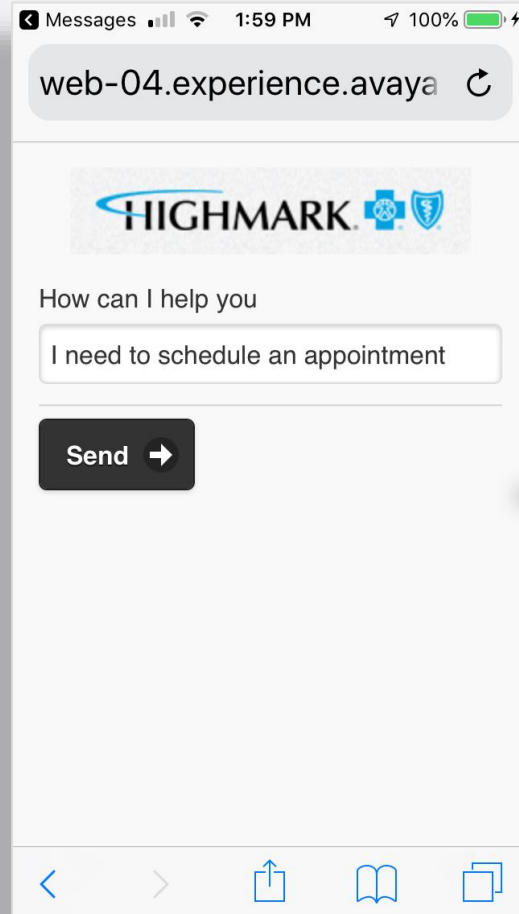 Messages 1:59 PM 100%
web-04.experience.avaya
HIGHMARK.
How can I help you
I need to schedule an appointment
Send